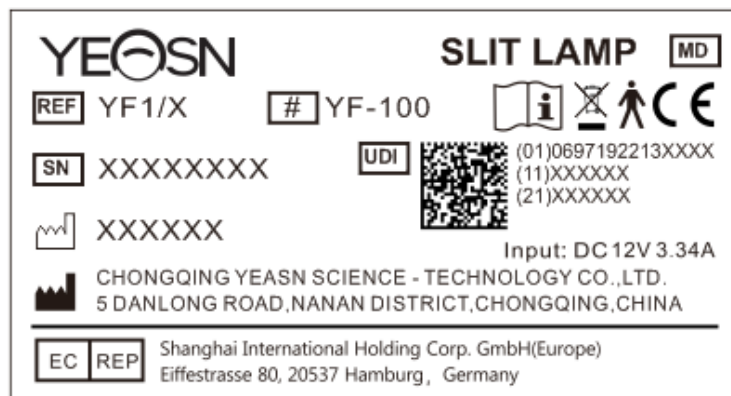 YEASN SLIT LAMP MD
REF YF1/X # YF-100
CE
SN XXXXXXXX
UDI (01)0697192213XXXX
(11)XXXXXX
(21)XXXXXX
XXXXXX
Input: DC12V 3.34A
CHONGQING YEASN SCIENCE - TECHNOLOGY CO.,LTD.
5 DANLONG ROAD,NANAN DISTRICT,CHONGQING,CHINA
EC REP
Shanghai International Holding Corp. GmbH(Europe)
Eiffestrasse 80, 20537 Hamburg, Germany